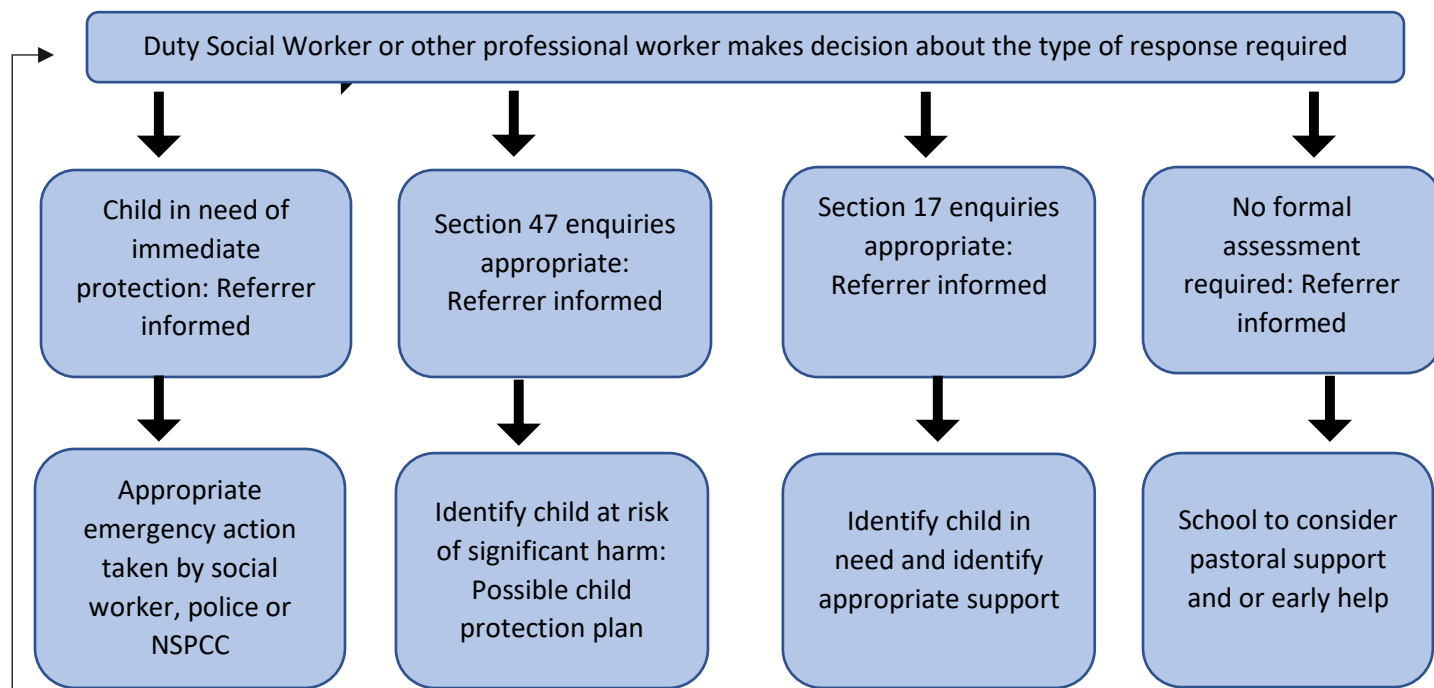 Duty Social Worker or other professional worker makes decision about the type of response required
Child in need of
immediate
protection: Referrer
informed
Section 47 enquiries
appropriate:
Referrer informed
Section 17 enquiries
appropriate:
Referrer informed
No formal
assessment
required: Referrer
informed
Appropriate
emergency action
taken by social
worker, police or
NSPCC
Identify child at risk
of significant harm:
Possible child
protection plan
Identify child in
need and identify
appropriate support
School to consider
pastoral support
and or early help